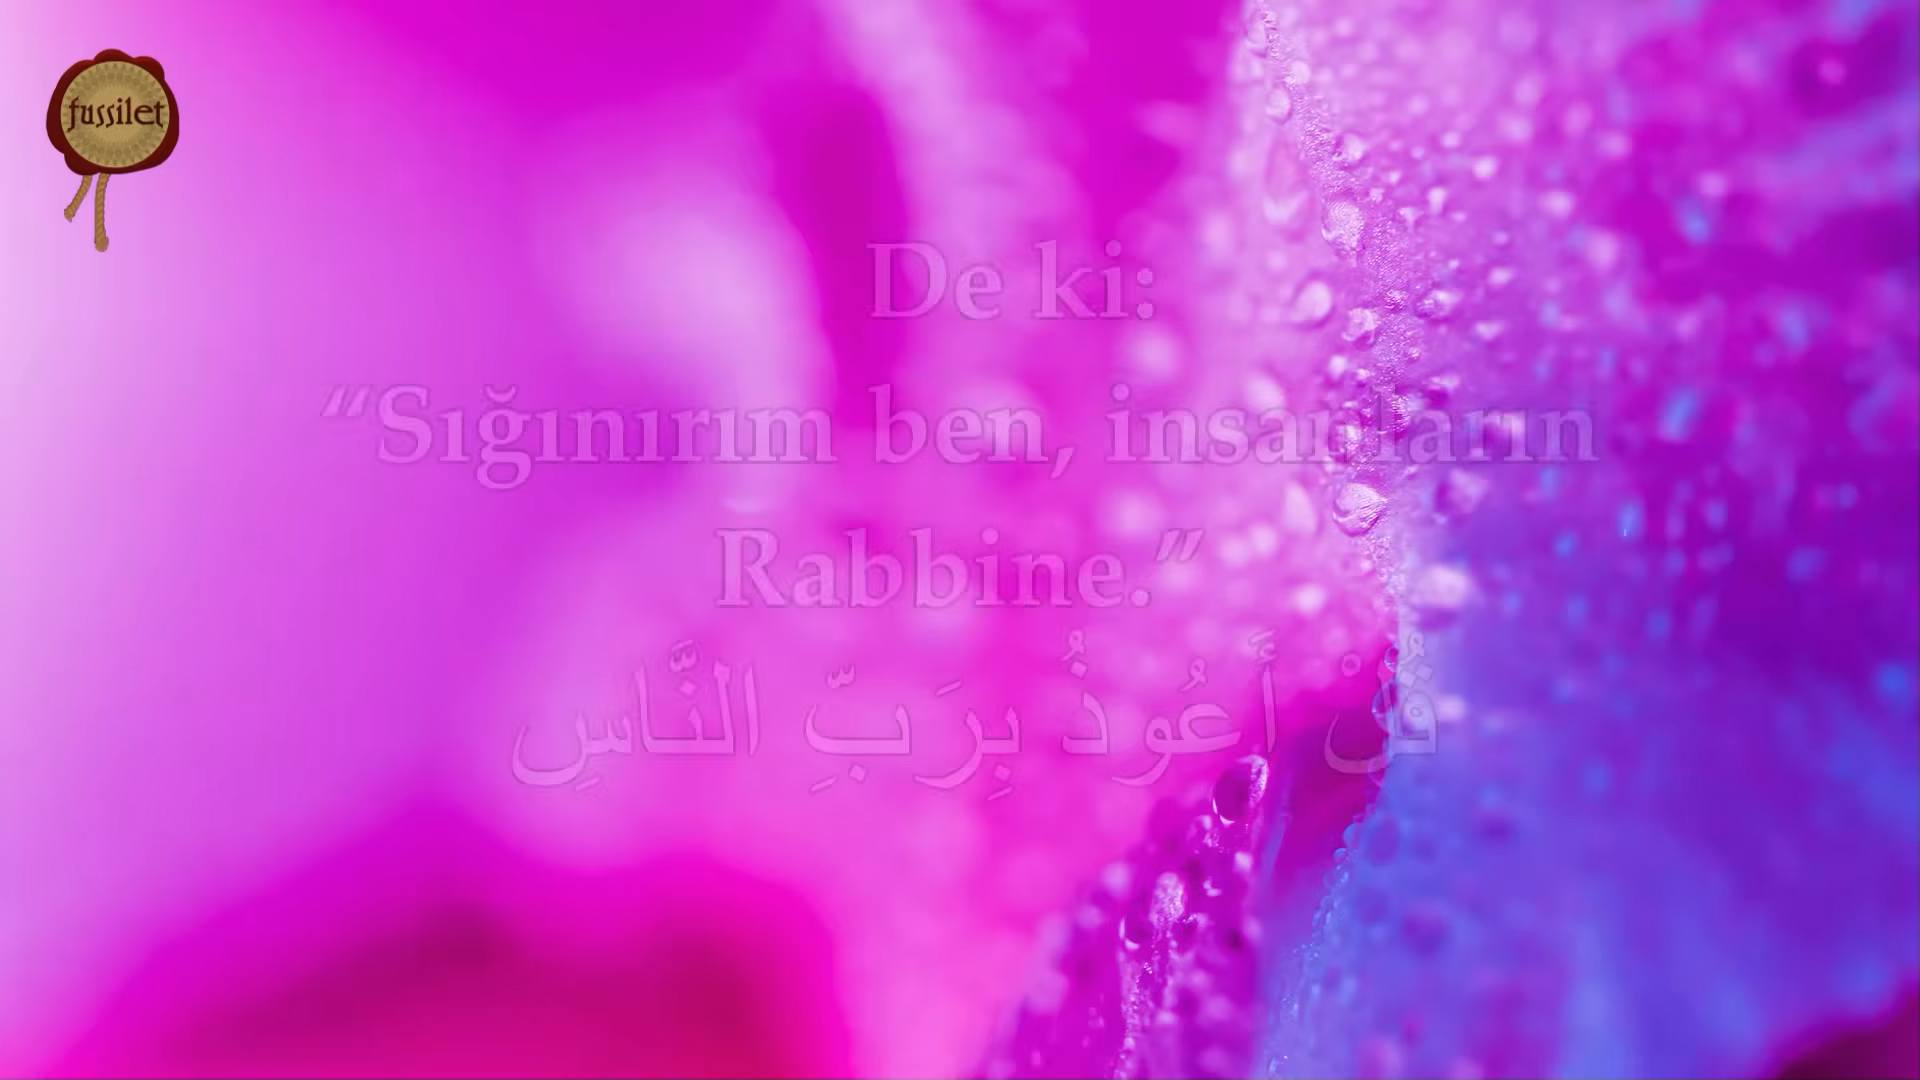 fussilet
De ki:
“Sığınırım ben, insanların
Rabbine.”
قُلْ أَعُوذُ بِرَبِّ النَّاسِ